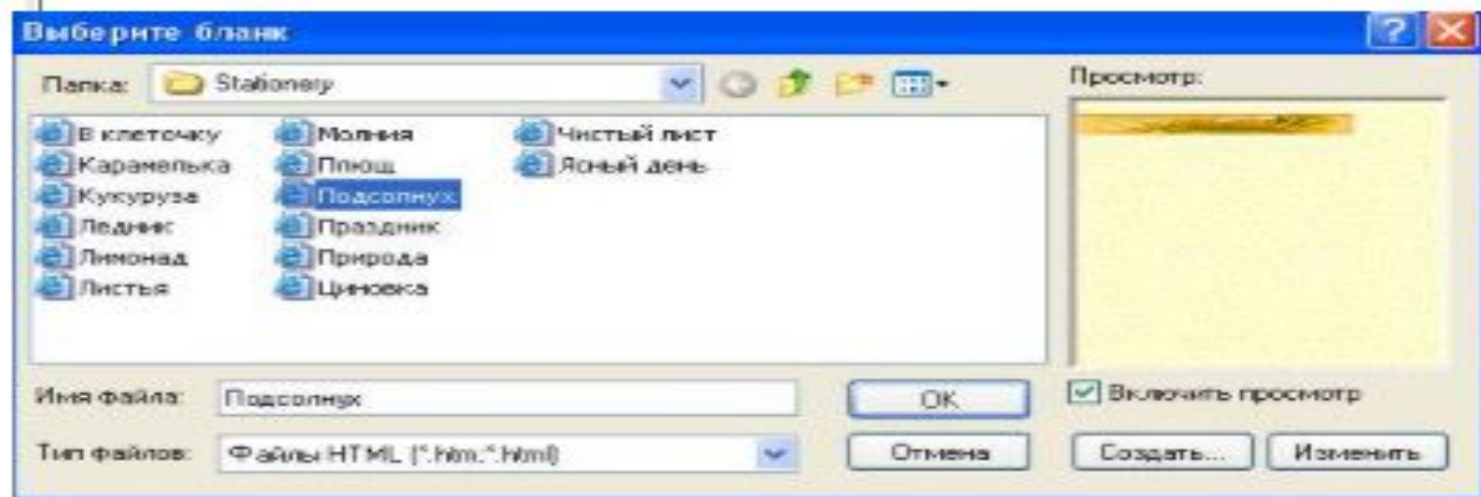 Выберите бланк
Папка: Stationery
Просмотр:
В клеточку Молния Чистый лист
Карамелька Плющ Ясный день
Кукуруза Подсолнух
Ледник Праздник
Лимонад Природа
Листья Циновка
Имя файла: Подсолнух OK Включить просмотр
Тип файлов: Файлы HTML (*.htm,*.html) Отмена Создать... Изменить